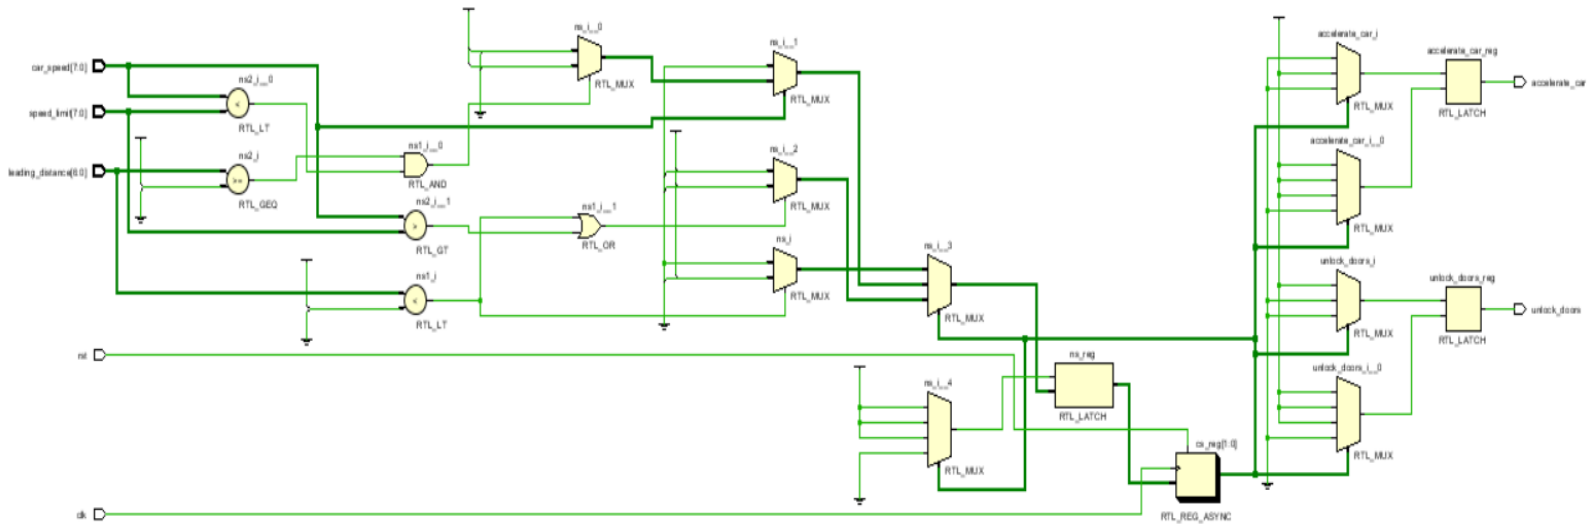 car_speed[7:0]
speed_limit[7:0]
leading_distance[6:0]
rst
clk
ns2_i__0
<
RTL_LT
ns2_i
>=
RTL_GEQ
ns1_i__0
RTL_AND
ns2_i__1
>
RTL_GT
ns1_i
<
RTL_LT
ns_i__0
RTL_MUX
ns1_i__1
RTL_OR
ns_i__1
RTL_MUX
ns_i__2
RTL_MUX
ns_i
RTL_MUX
ns_i__3
RTL_MUX
ns_i__4
RTL_MUX
ns_reg
RTL_LATCH
cs_reg[1:0]
RTL_REG_ASYNC
accelerate_car_i
RTL_MUX
accelerate_car_i__0
RTL_MUX
unlock_doors_i
RTL_MUX
unlock_doors_i__0
RTL_MUX
accelerate_car_reg
RTL_LATCH
accelerate_car
unlock_doors_reg
RTL_LATCH
unlock_doors